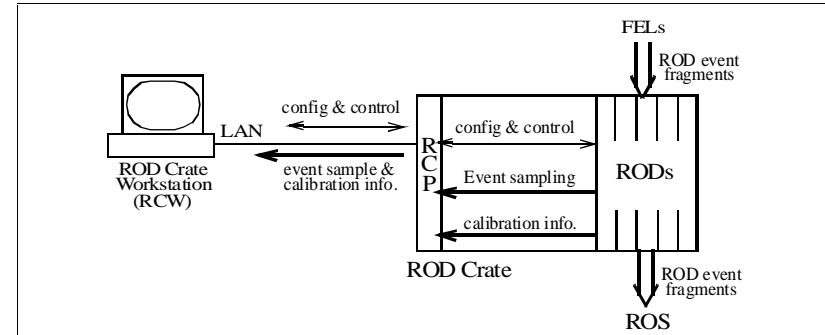 FELs
ROD event
fragments
config & control
LAN
event sample &
calibration info.
ROD Crate
Workstation
(RCW)
RCP
config & control
Event sampling
calibration info.
RODs
ROD Crate
ROD event
fragments
ROS